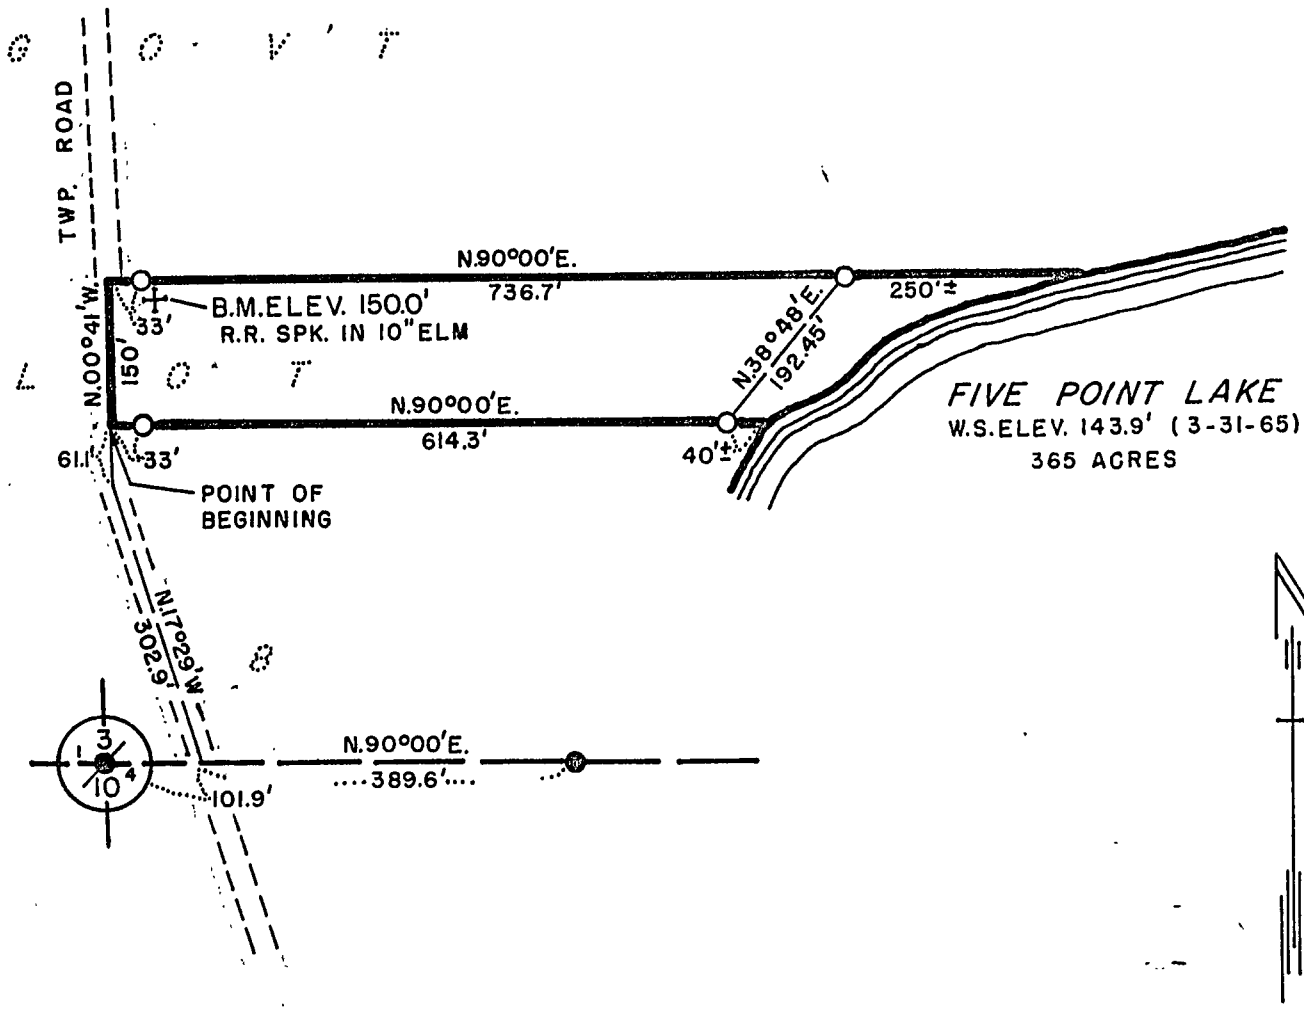 GOV'T
TWP. ROAD
N.90°00'E.
736.7'
250'±
33'
B.M.ELEV. 150.0'
R.R. SPK. IN 10" ELM
N.00°41'W.
150'
N.38°48'E.
192.45'
LOT
FIVE POINT LAKE
W.S.ELEV. 143.9' (3-31-65)
365 ACRES
N.90°00'E.
614.3'
40'±
61.1'
33'
POINT OF
BEGINNING
N.17°29'W.
302.9'
8
3
1
10
4
N.90°00'E.
389.6'
101.9'